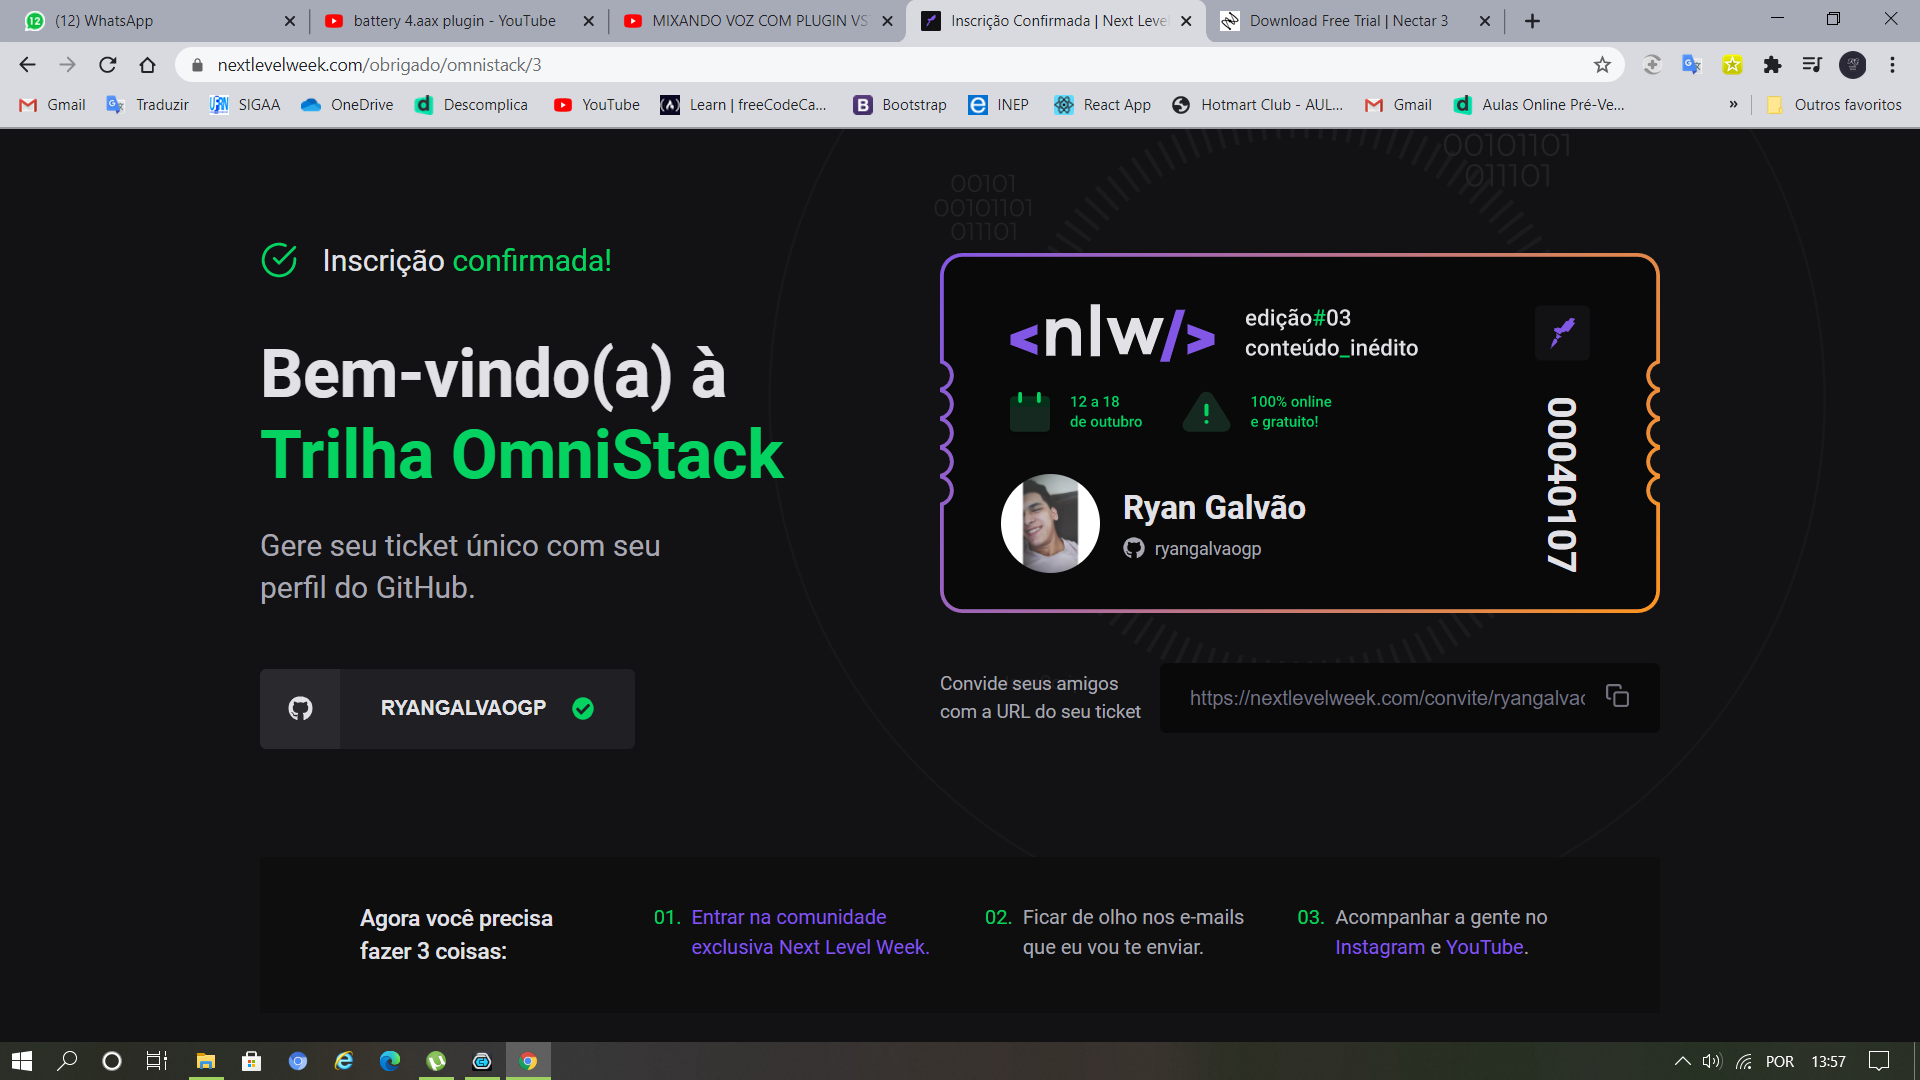 (12) WhatsApp
battery 4.aax plugin - YouTube
MIXANDO VOZ COM PLUGIN VS
Inscrição Confirmada | Next Leve
Download Free Trial | Nectar 3
nextlevelweek.com/obrigado/omnistack/3
Gmail
Traduzir
SIGAA
OneDrive
Descomplica
YouTube
Learn | freeCodeCa...
Bootstrap
INEP
React App
Hotmart Club - AUL...
Gmail
Aulas Online Pré-Ve...
»
Outros favoritos
00101101
011101
00101
00101101
011101
Inscrição confirmada!
Bem-vindo(a) à
Trilha OmniStack
Gere seu ticket único com seu
perfil do GitHub.
RYANGALVAOGP
<nlw/>
edição#03
conteúdo_inédito
12 a 18
de outubro
100% online
e gratuito!
00040107
Ryan Galvão
ryangalvaogp
Convide seus amigos
com a URL do seu ticket
https://nextlevelweek.com/convite/ryangalvao
Agora você precisa
fazer 3 coisas:
01. Entrar na comunidade
exclusiva Next Level Week.
02. Ficar de olho nos e-mails
que eu vou te enviar.
03. Acompanhar a gente no
Instagram e YouTube.
POR
13:57